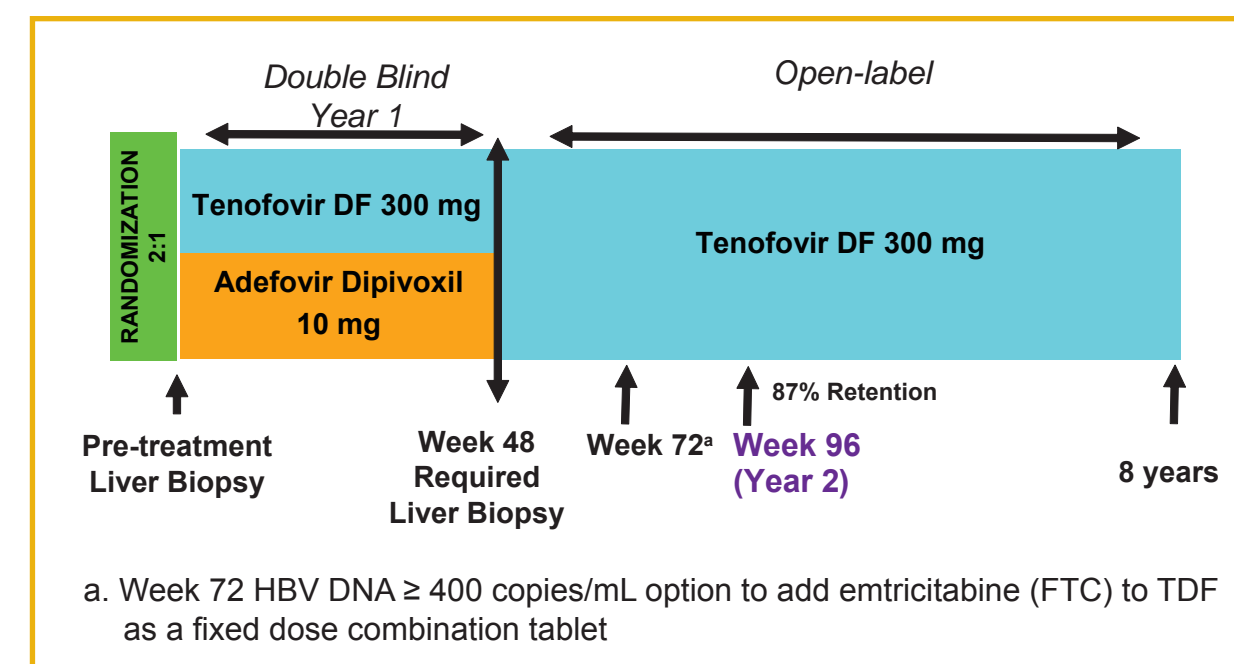 Double Blind
Year 1
Open-label
RANDOMIZATION
2:1
Tenofovir DF 300 mg
Adefovir Dipivoxil
10 mg
Tenofovir DF 300 mg
87% Retention
Pre-treatment
Liver Biopsy
Week 48
Required
Liver Biopsy
Week 72ᵃ
Week 96
(Year 2)
8 years
a. Week 72 HBV DNA ≥ 400 copies/mL option to add emtricitabine (FTC) to TDF
as a fixed dose combination tablet